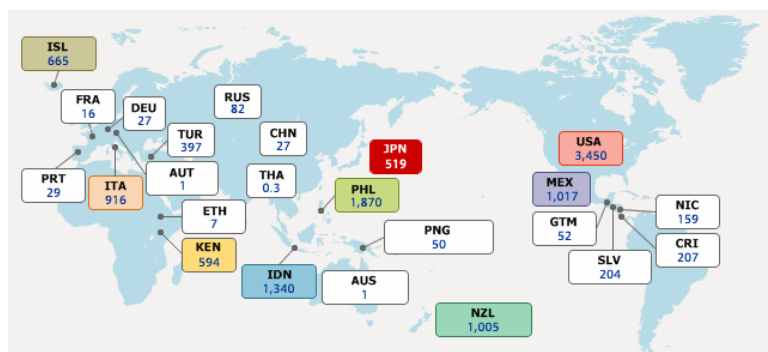 ISL
665
FRA
16
DEU
27
RUS
82
TUR
397
CHN
27
JPN
519
USA
3,450
PRT
29
ITA
916
AUT
1
THA
0.3
PHL
1,870
MEX
1,017
NIC
159
ETH
7
GTM
52
PNG
50
KEN
594
CRI
207
SLV
204
IDN
1,340
AUS
1
NZL
1,005